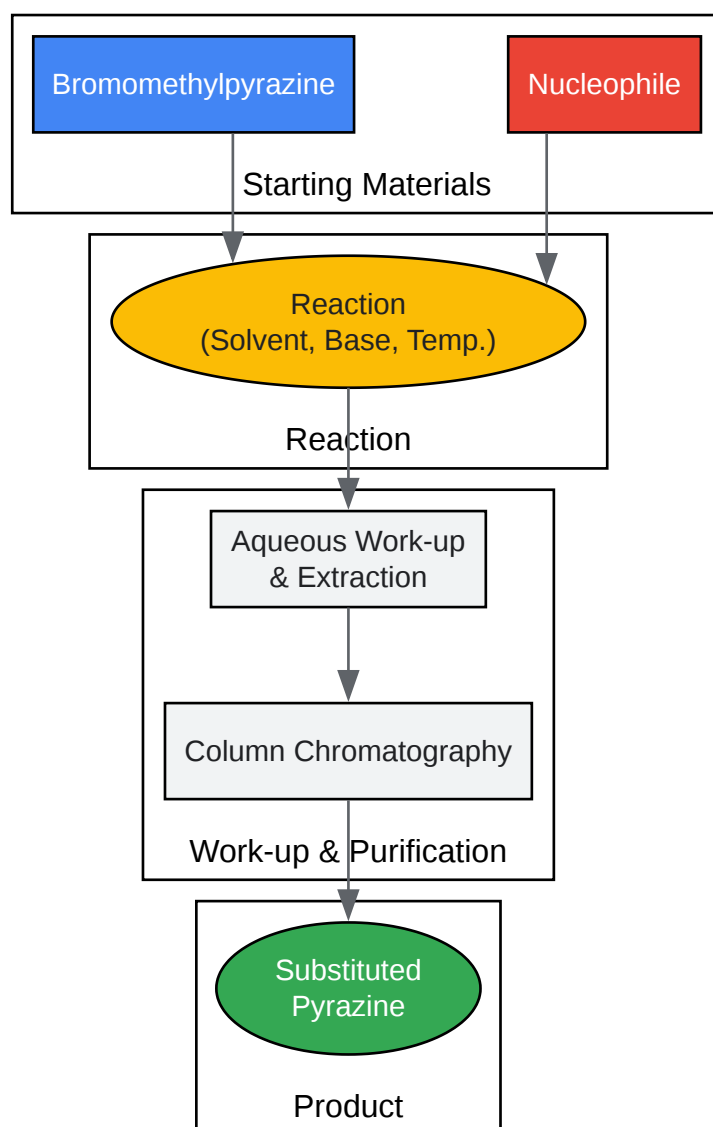 Bromomethylpyrazine
Nucleophile
Starting Materials
Reaction
(Solvent, Base, Temp.)
Reaction
Aqueous Work-up
& Extraction
Column Chromatography
Work-up & Purification
Substituted
Pyrazine
Product